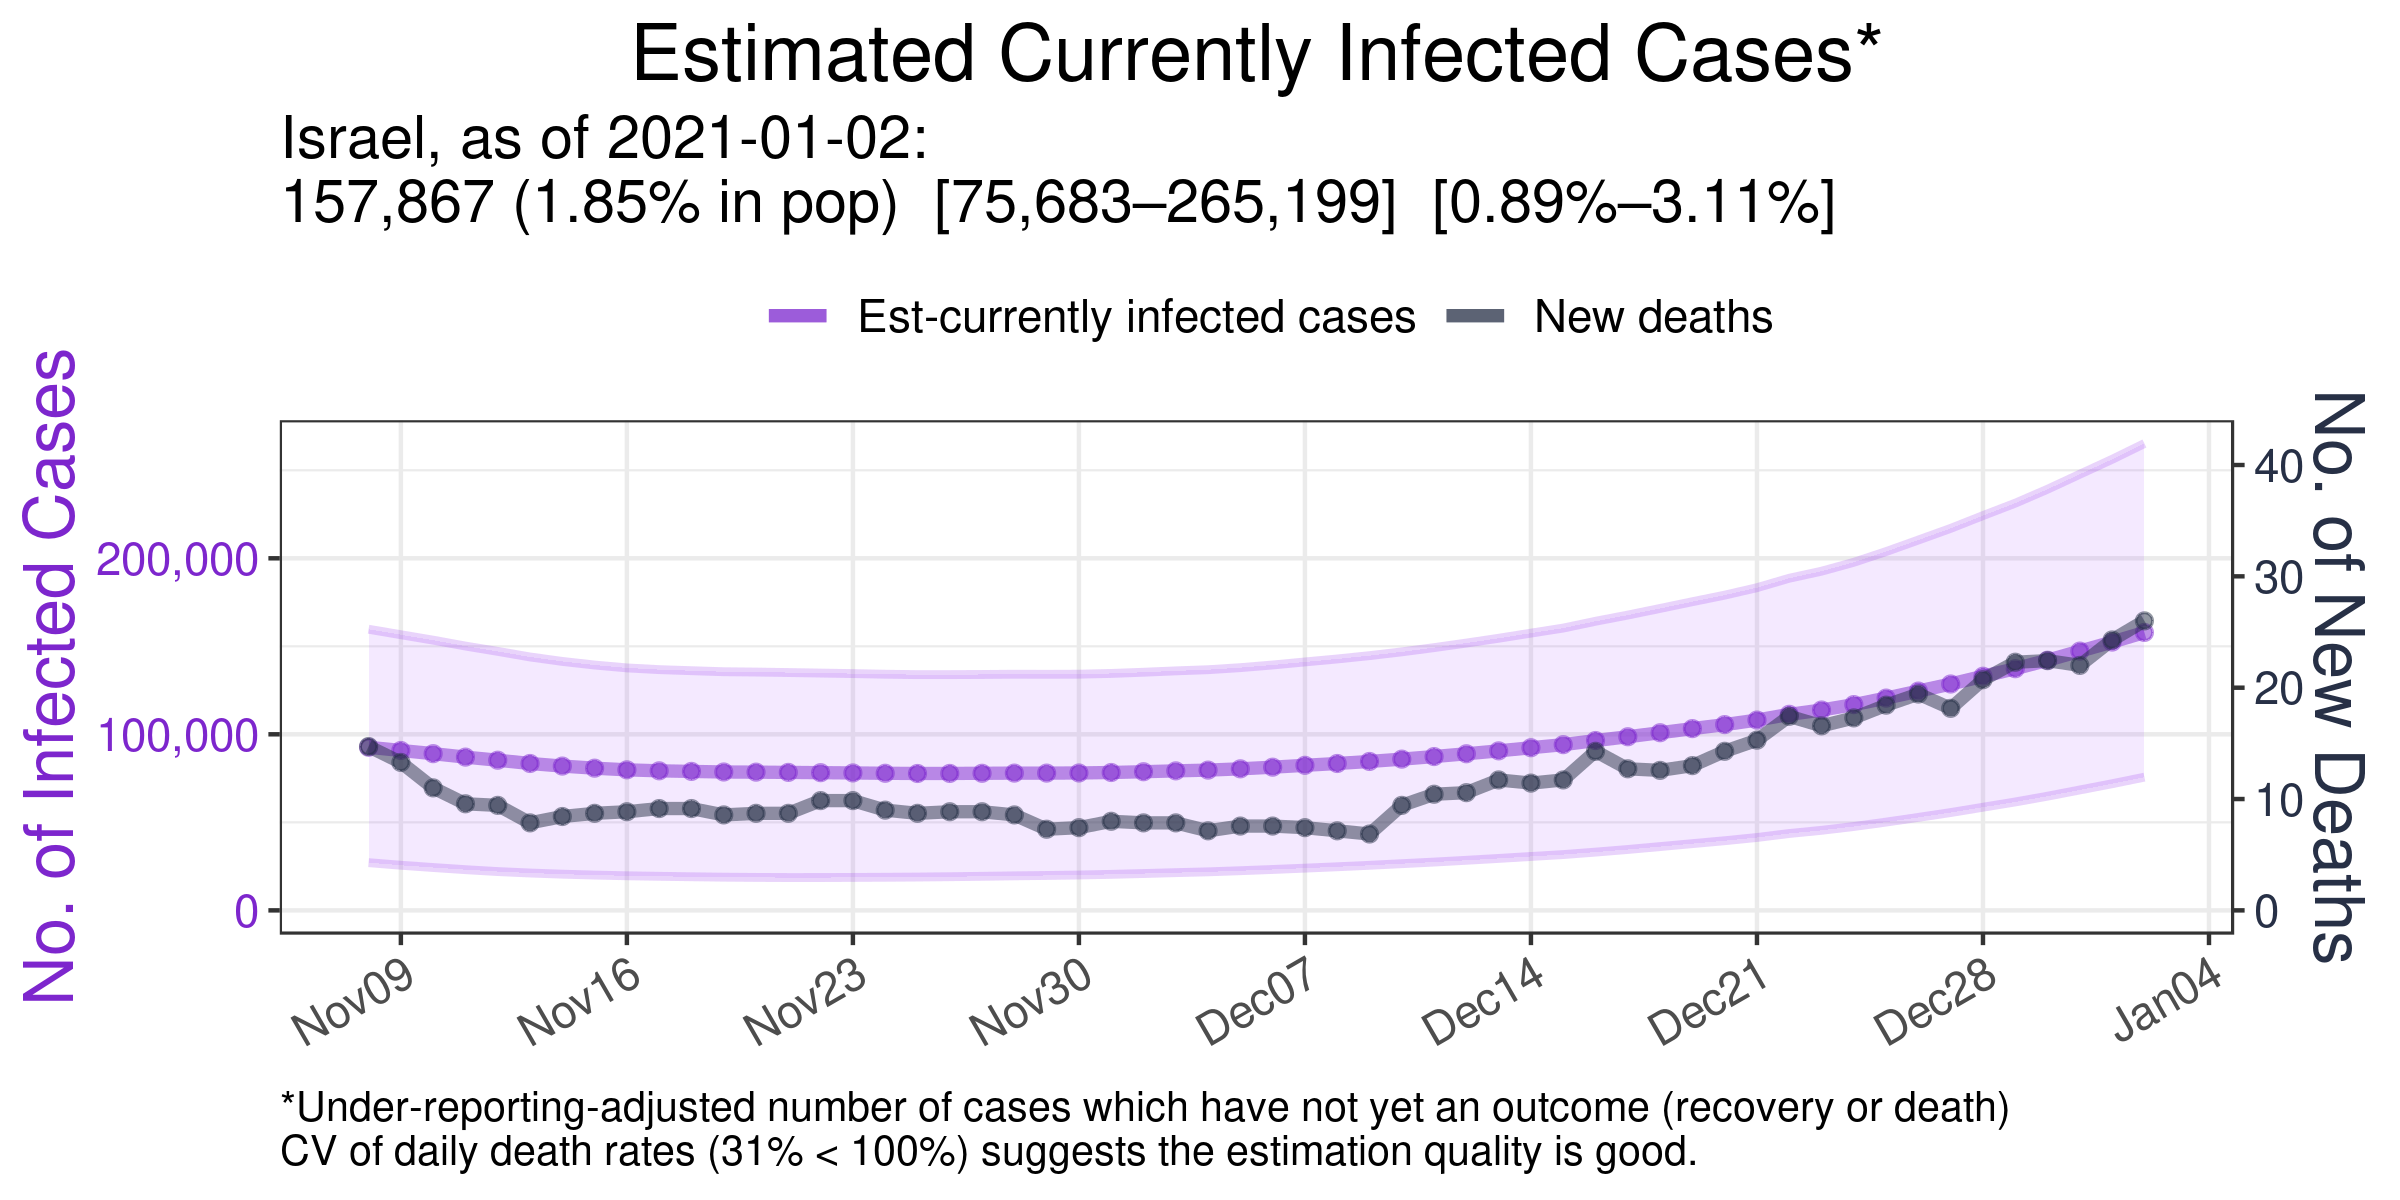 Estimated Currently Infected Cases*
Israel, as of 2021-01-02:
157,867 (1.85% in pop)  [75,683–265,199]  [0.89%–3.11%]
Est-currently infected cases
New deaths
No. of Infected Cases
200,000
100,000
0
40
30
20
10
0
No. of New Deaths
Nov09
Nov16
Nov23
Nov30
Dec07
Dec14
Dec21
Dec28
Jan04
*Under-reporting-adjusted number of cases which have not yet an outcome (recovery or death)
CV of daily death rates (31% < 100%) suggests the estimation quality is good.